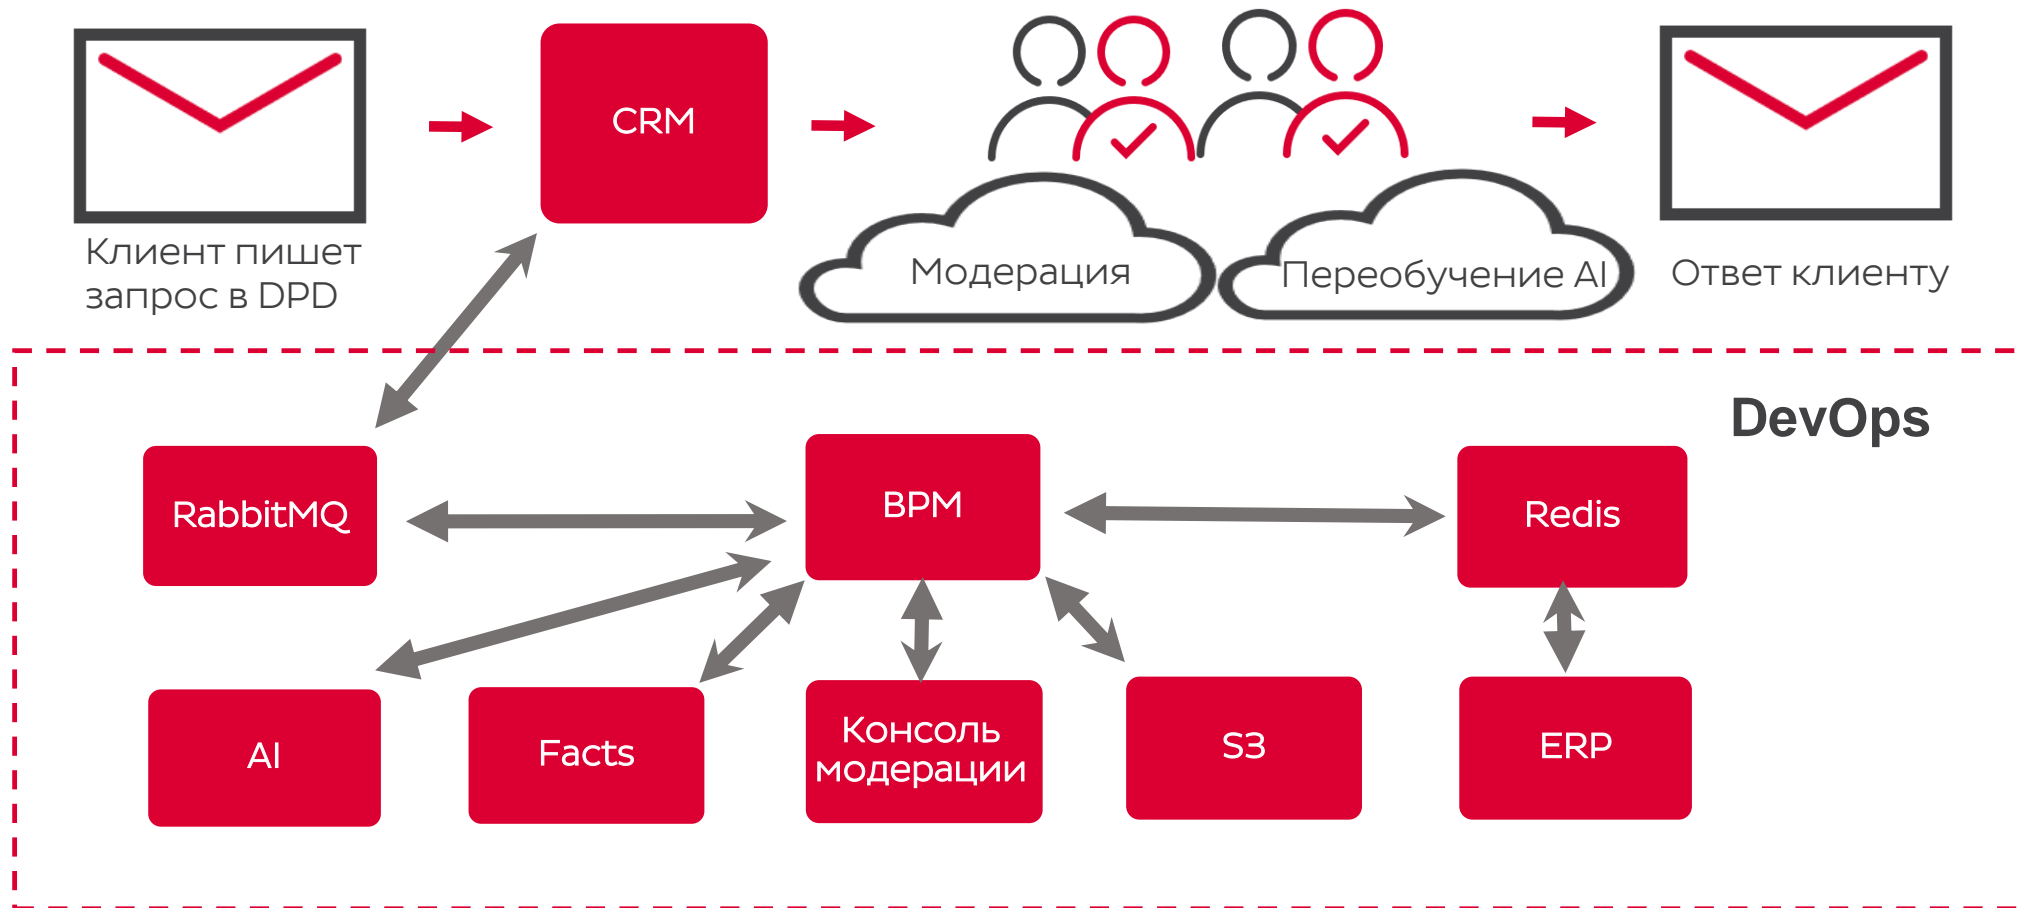 CRM
Клиент пишет
запрос в DPD
Модерация
Переобучение AI
Ответ клиенту
DevOps
RabbitMQ
BPM
Redis
AI
Facts
Консоль
модерации
S3
ERP